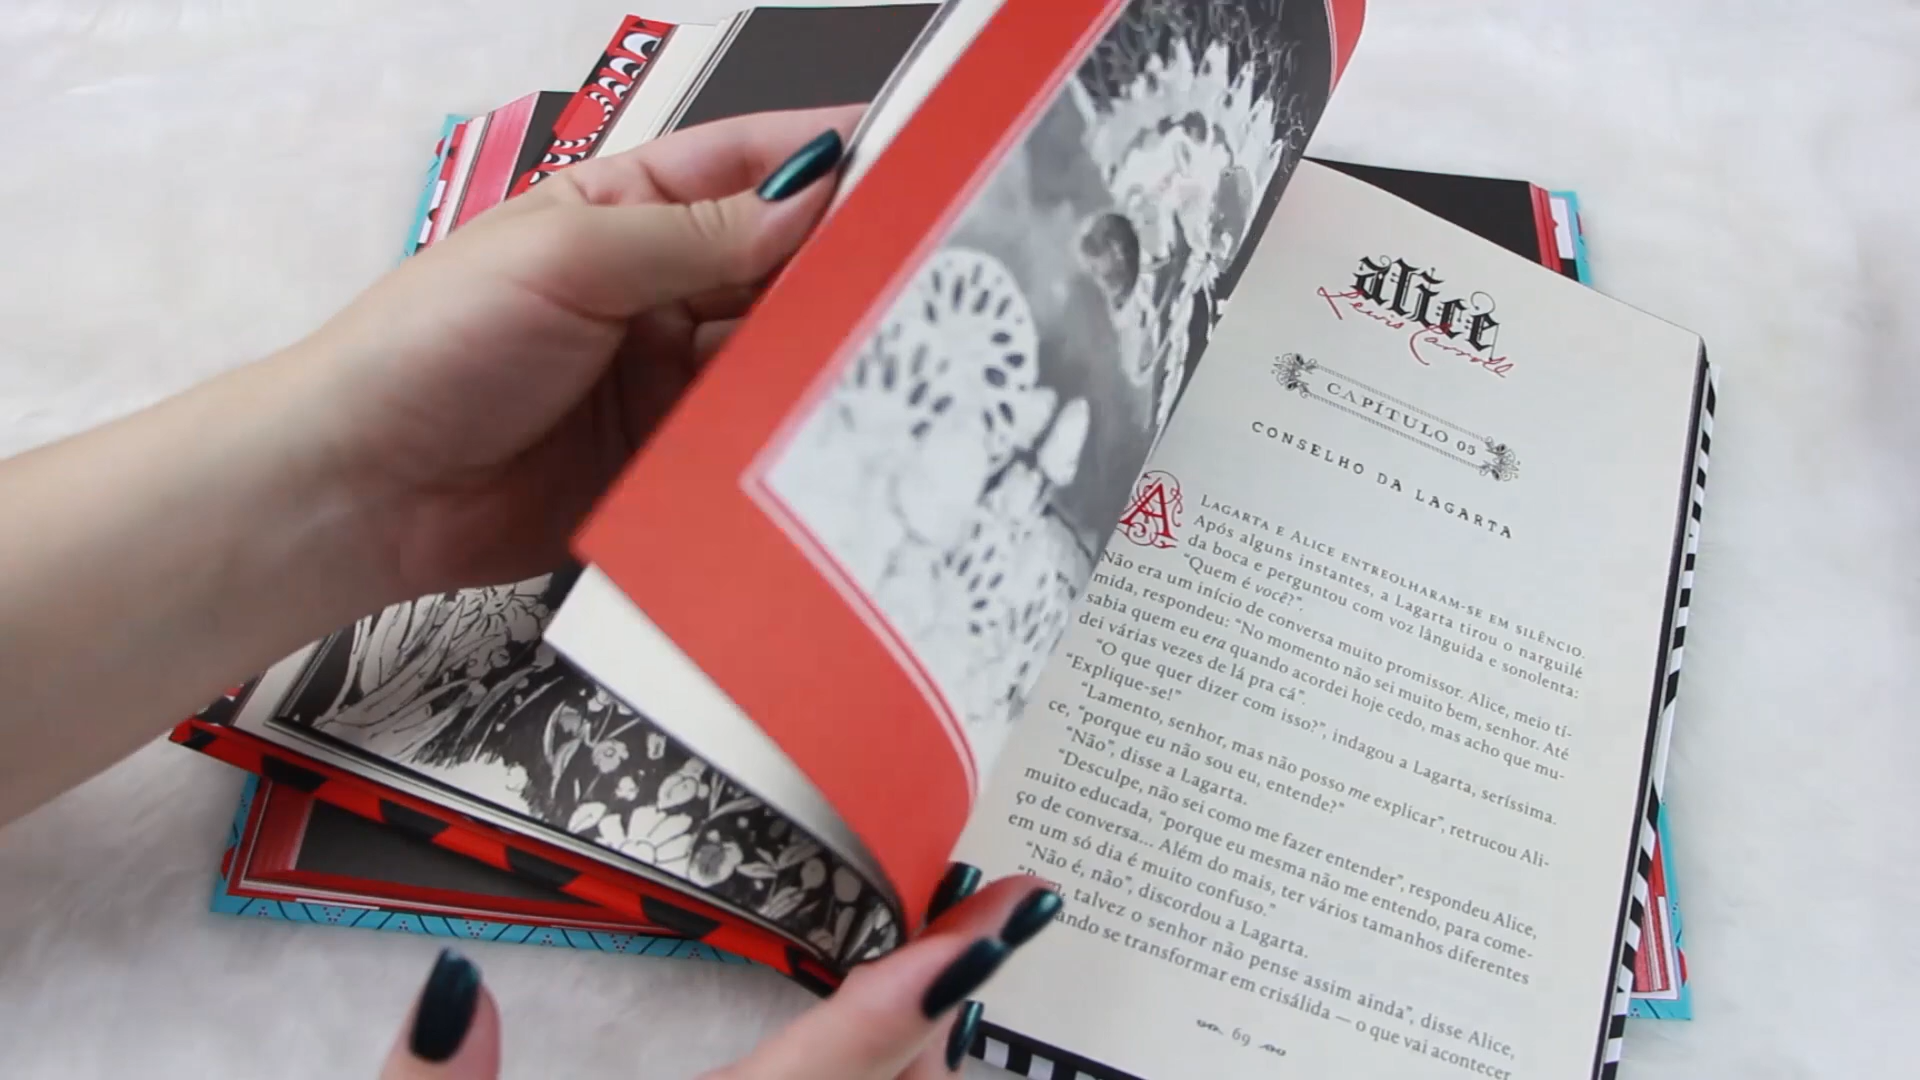 alice
Lewis Carroll
CAPÍTULO 05
CONSELHO DA LAGARTA
A LAGARTA E ALICE ENTREOLHARAM-SE EM SILÊNCIO.
Após alguns instantes, a Lagarta tirou o narguilé
da boca e perguntou com voz lânguida e sonolenta:
“Quem é você?”.
Não era um início de conversa muito promissor. Alice, meio tí-
mida, respondeu: “No momento não sei muito bem, senhor. Até
sabia quem eu era quando acordei hoje cedo, mas acho que mu-
dei várias vezes de lá pra cá”.
“O que quer dizer com isso?”, indagou a Lagarta, seríssima.
“Explique-se!”
“Lamento, senhor, mas não posso me explicar”, retrucou Ali-
ce, “porque eu não sou eu, entende?”
“Não”, disse a Lagarta.
“Desculpe, não sei como me fazer entender”, respondeu Alice,
muito educada, “porque eu mesma não me entendo, para come-
ço de conversa... Além do mais, ter vários tamanhos diferentes
em um só dia é muito confuso.”
“Não é, não”, discordou a Lagarta.
talvez o senhor não pense assim ainda”, disse Alice,
se transformar em crisálida — o que vai acontecer
69